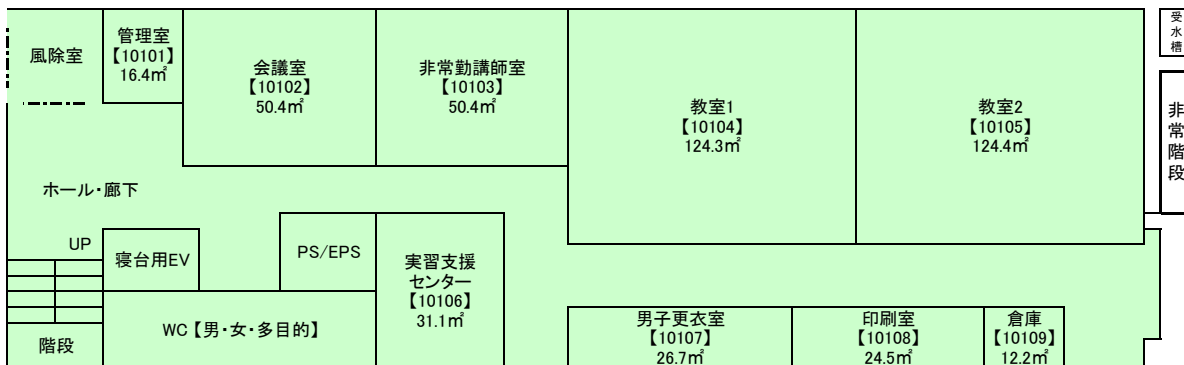 風除室
管理室
【10101】
16.4㎡
会議室
【10102】
50.4㎡
非常勤講師室
【10103】
50.4㎡
教室1
【10104】
124.3㎡
教室2
【10105】
124.4㎡
受水槽
非常階段
ホール・廊下
UP
寝台用EV
PS/EPS
実習支援
センター
【10106】
31.1㎡
WC【男・女・多目的】
階段
男子更衣室
【10107】
26.7㎡
印刷室
【10108】
24.5㎡
倉庫
【10109】
12.2㎡